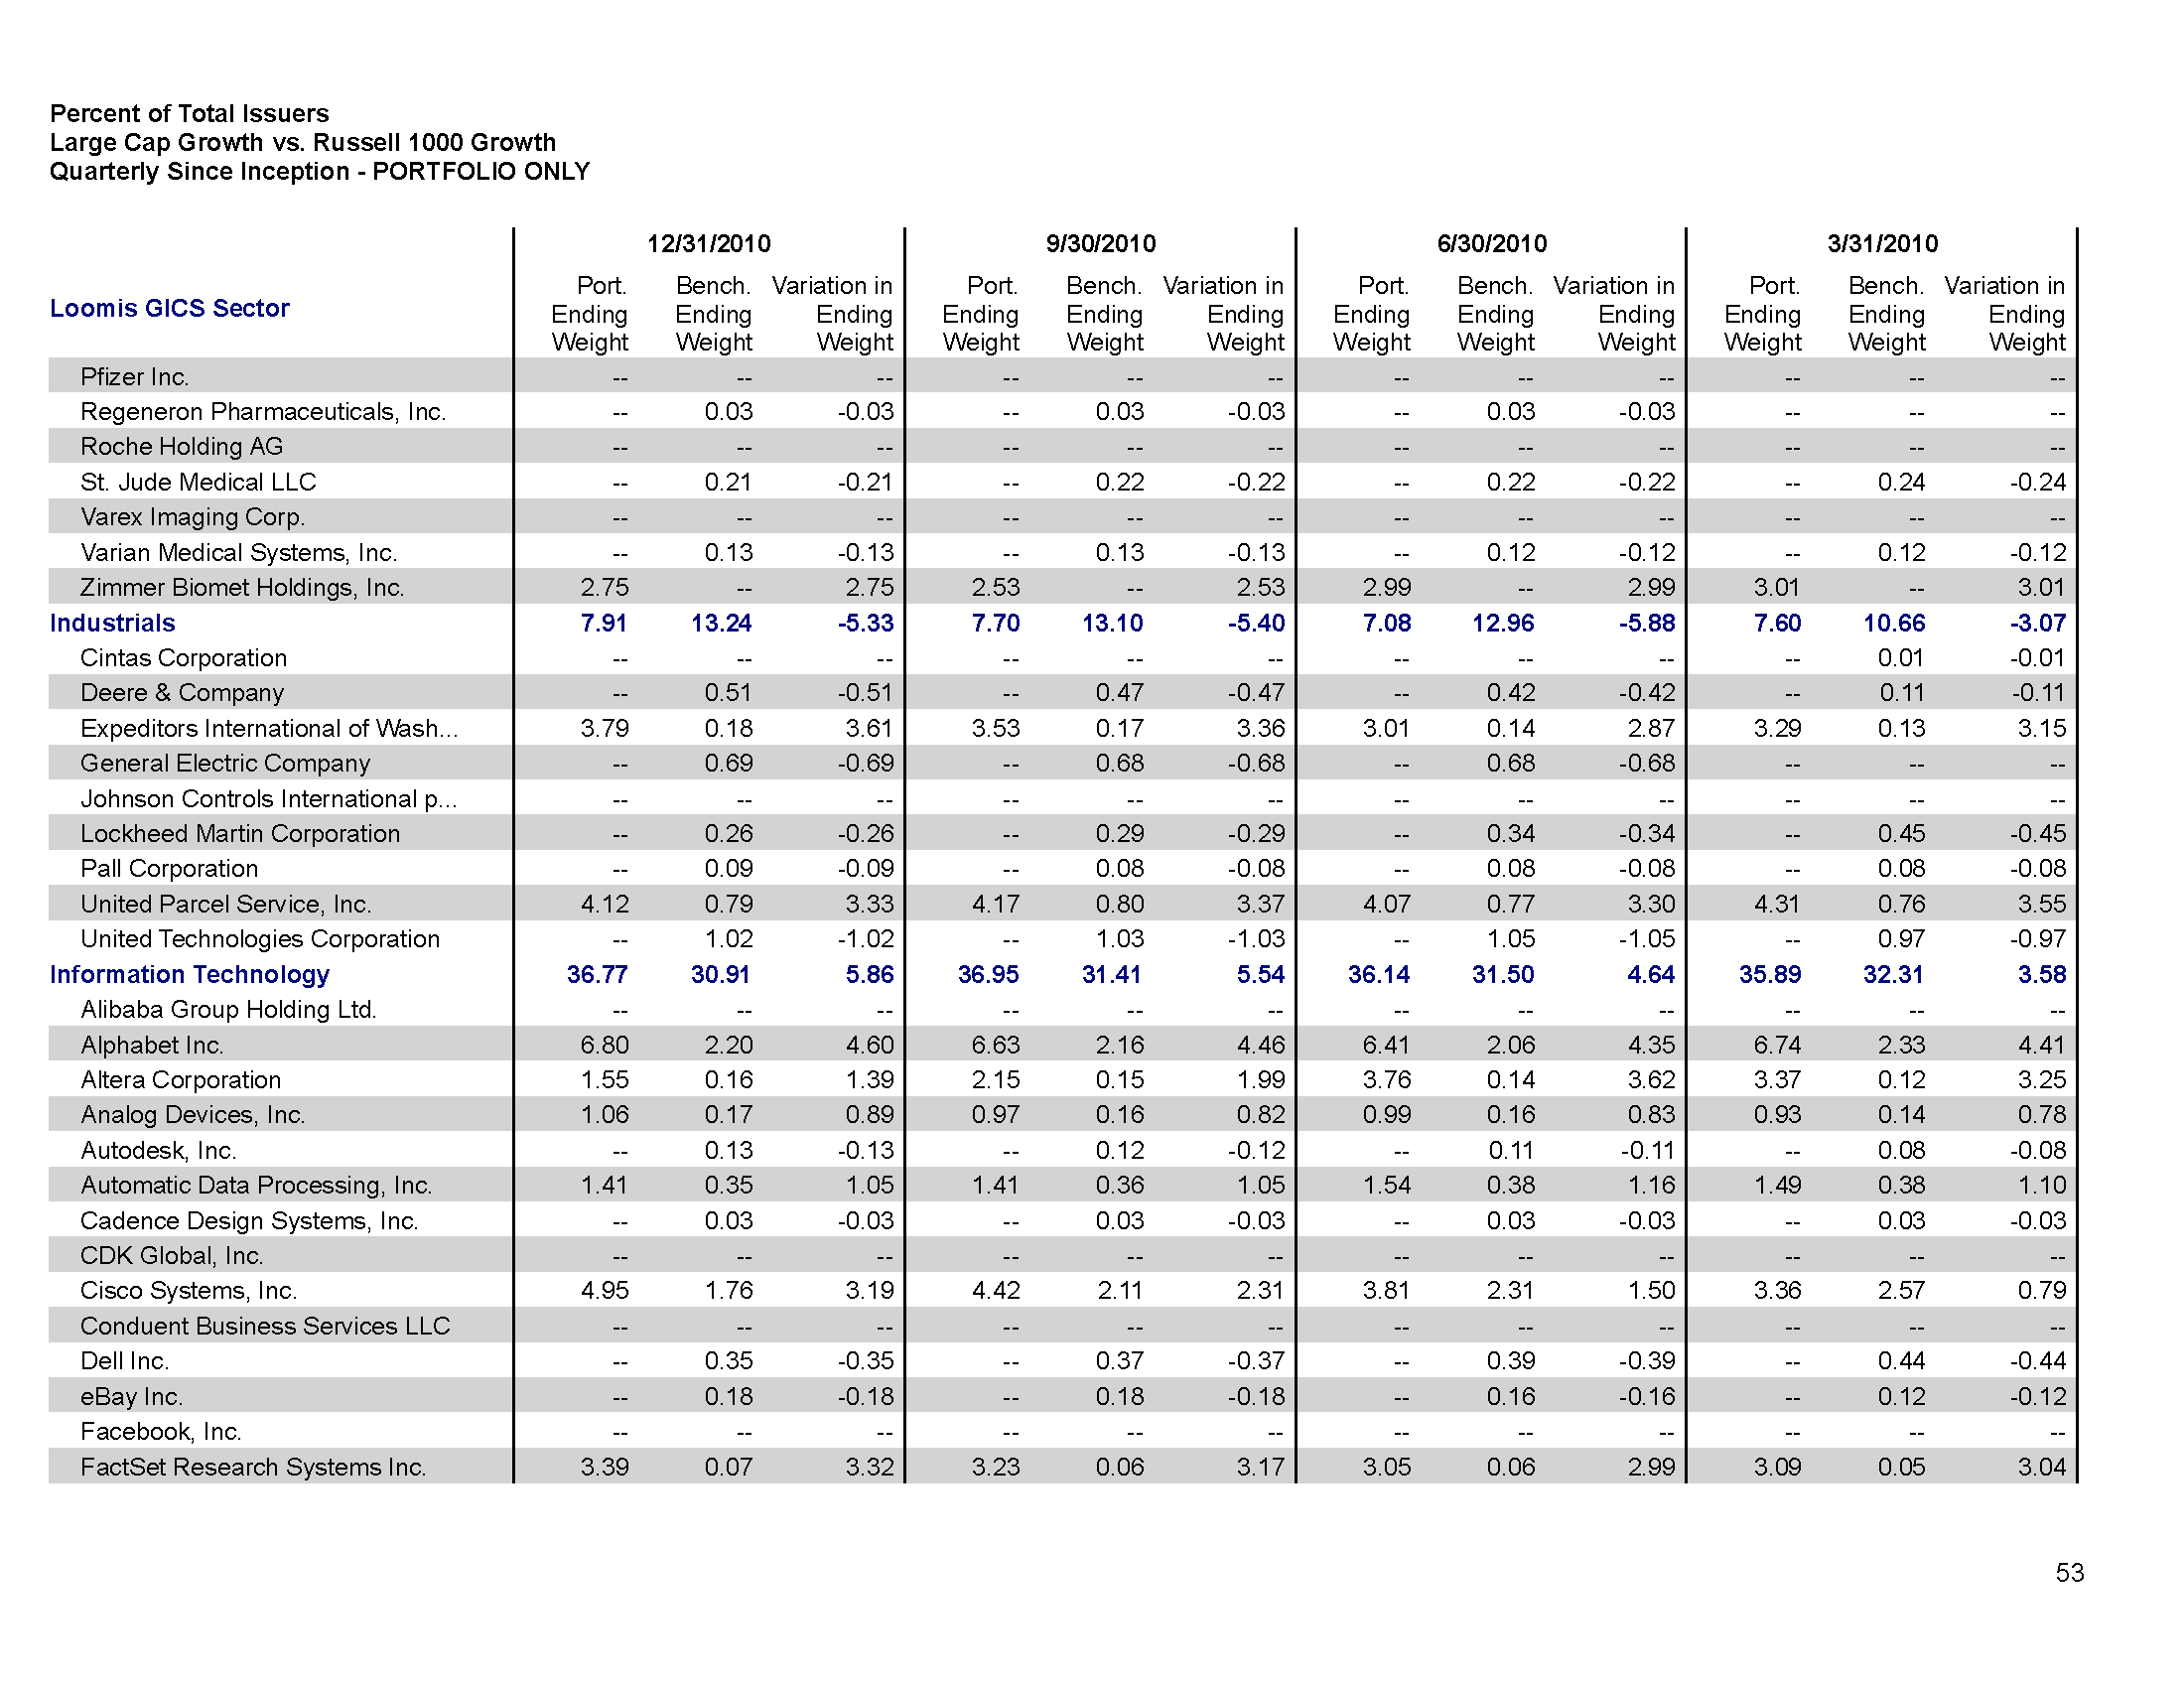 Percent of Total Issuers
Large Cap Growth vs. Russell 1000 Growth
Quarterly Since Inception - PORTFOLIO ONLY
12/31/2010 9/30/2010 6/30/2010 3/31/2010
Loomis GICS Sector
Port. Bench. Variation in Port. Bench. Variation in Port. Bench. Variation in Port. Bench. Variation in
Ending Ending Ending Ending Ending Ending Ending Ending Ending Ending Ending Ending
Weight Weight Weight Weight Weight Weight Weight Weight Weight Weight Weight Weight
Pfizer Inc. -- -- -- -- -- -- -- -- -- -- -- --
Regeneron Pharmaceuticals, Inc. -- 0.03 -0.03 -- 0.03 -0.03 -- 0.03 -0.03 -- -- --
Roche Holding AG -- -- -- -- -- -- -- -- -- -- -- --
St. Jude Medical LLC -- 0.21 -0.21 -- 0.22 -0.22 -- 0.22 -0.22 -- 0.24 -0.24
Varex Imaging Corp. -- -- -- -- -- -- -- -- -- -- -- --
Varian Medical Systems, Inc. -- 0.13 -0.13 -- 0.13 -0.13 -- 0.12 -0.12 -- 0.12 -0.12
Zimmer Biomet Holdings, Inc. 2.75 -- 2.75 2.53 -- 2.53 2.99 -- 2.99 3.01 -- 3.01
Industrials 7.91 13.24 -5.33 7.70 13.10 -5.40 7.08 12.96 -5.88 7.60 10.66 -3.07
Cintas Corporation -- -- -- -- -- -- -- -- -- -- 0.01 -0.01
Deere & Company -- 0.51 -0.51 -- 0.47 -0.47 -- 0.42 -0.42 -- 0.11 -0.11
Expeditors International of Wash... 3.79 0.18 3.61 3.53 0.17 3.36 3.01 0.14 2.87 3.29 0.13 3.15
General Electric Company -- 0.69 -0.69 -- 0.68 -0.68 -- 0.68 -0.68 -- -- --
Johnson Controls International p... -- -- -- -- -- -- -- -- -- -- -- --
Lockheed Martin Corporation -- 0.26 -0.26 -- 0.29 -0.29 -- 0.34 -0.34 -- 0.45 -0.45
Pall Corporation -- 0.09 -0.09 -- 0.08 -0.08 -- 0.08 -0.08 -- 0.08 -0.08
United Parcel Service, Inc. 4.12 0.79 3.33 4.17 0.80 3.37 4.07 0.77 3.30 4.31 0.76 3.55
United Technologies Corporation -- 1.02 -1.02 -- 1.03 -1.03 -- 1.05 -1.05 -- 0.97 -0.97
Information Technology 36.77 30.91 5.86 36.95 31.41 5.54 36.14 31.50 4.64 35.89 32.31 3.58
Alibaba Group Holding Ltd. -- -- -- -- -- -- -- -- -- -- -- --
Alphabet Inc. 6.80 2.20 4.60 6.63 2.16 4.46 6.41 2.06 4.35 6.74 2.33 4.41
Altera Corporation 1.55 0.16 1.39 2.15 0.15 1.99 3.76 0.14 3.62 3.37 0.12 3.25
Analog Devices, Inc. 1.06 0.17 0.89 0.97 0.16 0.82 0.99 0.16 0.83 0.93 0.14 0.78
Autodesk, Inc. -- 0.13 -0.13 -- 0.12 -0.12 -- 0.11 -0.11 -- 0.08 -0.08
Automatic Data Processing, Inc. 1.41 0.35 1.05 1.41 0.36 1.05 1.54 0.38 1.16 1.49 0.38 1.10
Cadence Design Systems, Inc. -- 0.03 -0.03 -- 0.03 -0.03 -- 0.03 -0.03 -- 0.03 -0.03
CDK Global, Inc. -- -- -- -- -- -- -- -- -- -- -- --
Cisco Systems, Inc. 4.95 1.76 3.19 4.42 2.11 2.31 3.81 2.31 1.50 3.36 2.57 0.79
Conduent Business Services LLC -- -- -- -- -- -- -- -- -- -- -- --
Dell Inc. -- 0.35 -0.35 -- 0.37 -0.37 -- 0.39 -0.39 -- 0.44 -0.44
eBay Inc. -- 0.18 -0.18 -- 0.18 -0.18 -- 0.16 -0.16 -- 0.12 -0.12
Facebook, Inc. -- -- -- -- -- -- -- -- -- -- -- --
FactSet Research Systems Inc. 3.39 0.07 3.32 3.23 0.06 3.17 3.05 0.06 2.99 3.09 0.05 3.04
53